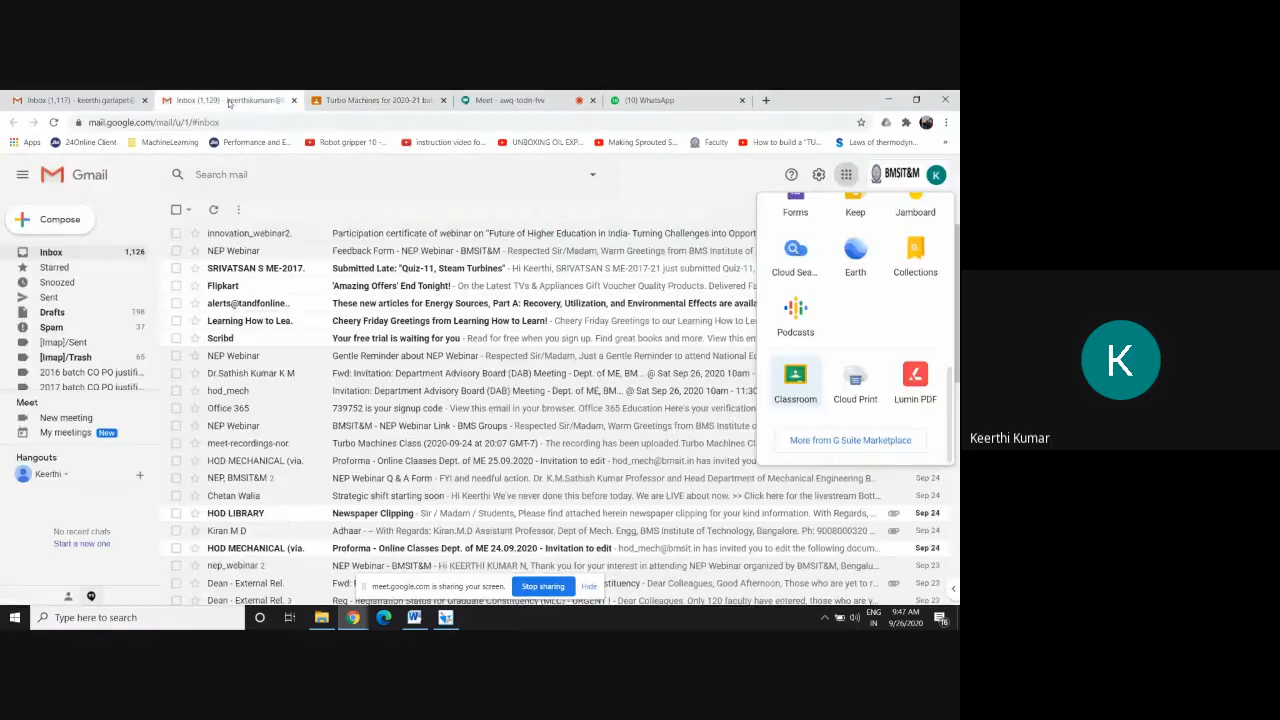 Inbox (1,117) - keerthi.garlapeti@
Inbox (1,129) - keerthikumarn@b
Turbo Machines for 2020-21 bat
Meet - awq-todn-fvv
(10) WhatsApp
mail.google.com/mail/u/1/#inbox
Apps
24Online Client
MachineLearning
Performance and E...
Robot gripper 10 -...
instruction video fo...
UNBOXING OIL EXP...
Making Sprouted S...
Faculty
How to build a "TU...
Laws of thermodyn...
Gmail
Search mail
BMSIT&M
K
Compose
Inbox 1,126
Starred
Snoozed
Sent
Drafts 198
Spam 37
[Imap]/Sent
[Imap]/Trash 65
2016 batch CO PO justifi...
2017 batch CO PO justifi...
Meet
New meeting
My meetings New
Hangouts
Keerthi
No recent chats
Start a new one
innovation_webinar2. Participation certificate of webinar on "Future of Higher Education in India- Turning Challenges into Opport
NEP Webinar Feedback Form - NEP Webinar - BMSIT&M - Respected Sir/Madam, Warm Greetings from BMS Institute of
SRIVATSAN S ME-2017. Submitted Late: "Quiz-11, Steam Turbines" - Hi Keerthi, SRIVATSAN S ME-2017-21 just submitted Quiz-11,
Flipkart 'Amazing Offers' End Tonight! - On the Latest TVs & Appliances Gift Voucher Quality Products. Delivered Fa
alerts@tandfonline.. These new articles for Energy Sources, Part A: Recovery, Utilization, and Environmental Effects are availa
Learning How to Lea. Cheery Friday Greetings from Learning How to Learn! - Cheery Friday Greetings to our Learning How to
Scribd Your free trial is waiting for you - Read for free when you sign up. Find great books and more. View this em
NEP Webinar Gentle Reminder about NEP Webinar - Respected Sir/Madam, Just a Gentle Reminder to attend National E
Dr.Sathish Kumar K M Fwd: Invitation: Department Advisory Board (DAB) Meeting - Dept. of ME, BM... @ Sat Sep 26, 2020 10am
hod_mech Invitation: Department Advisory Board (DAB) Meeting - Dept. of ME, BM... @ Sat Sep 26, 2020 10am - 11:30
Office 365 739752 is your signup code - View this email in your browser. Office 365 Education Here's your verification
NEP Webinar BMSIT&M - NEP Webinar Link - BMS Groups - Respected Sir/Madam, Warm Greetings from BMS Institute of
meet-recordings-nor. Turbo Machines Class (2020-09-24 at 20:07 GMT-7) - The recording has been uploaded.Turbo Machines C
HOD MECHANICAL (via. Proforma - Online Classes Dept. of ME 25.09.2020 - Invitation to edit - hod_mech@bmsit.in has invited you
NEP, BMSIT&M 2 NEP Webinar Q & A Form - FYI and needful action. Dr. K.M.Sathish Kumar Professor and Head Department of Mechanical Engineering B... Sep 24
Chetan Walia Strategic shift starting soon - Hi Keerthi We've never done this before today. We are LIVE about now. >> Click here for the livestream Bott... Sep 24
HOD LIBRARY Newspaper Clipping - Sir / Madam / Students, Please find attached herein newspaper clipping for your kind information. With Regards, ... Sep 24
Kiran M D Adhaar - -- With Regards: Kiran.M.D Assistant Professor, Dept of Mech. Engg, BMS Institute of Technology, Bangalore. Ph: 9008000320 ... Sep 24
HOD MECHANICAL (via. Proforma - Online Classes Dept. of ME 24.09.2020 - Invitation to edit - hod_mech@bmsit.in has invited you to edit the following docum... Sep 24
nep_webinar 2 NEP Webinar - BMSIT&M - Dear KEERTHI KUMAR N, Thank you for your interest in attending NEP Webinar organized by BMSIT&M, Bengalu... Sep 23
Dean - External Rel. Fwd: stituency - Dear Colleagues, Good Afternoon, Those who are yet to r... Sep 23
Dean - External Rel. 3 Req - Registration Status for Graduate Constituency (MLC) - URGENT ! - Dear Colleagues, Only 120 faculty have entered, those who are y... Sep 23
Forms
Keep
Jamboard
Cloud Sea...
Earth
Collections
Podcasts
Classroom
Cloud Print
Lumin PDF
More from G Suite Marketplace
meet.google.com is sharing your screen.
Stop sharing
Hide
Type here to search
ENG
IN
9:47 AM
9/26/2020
16
K
Keerthi Kumar